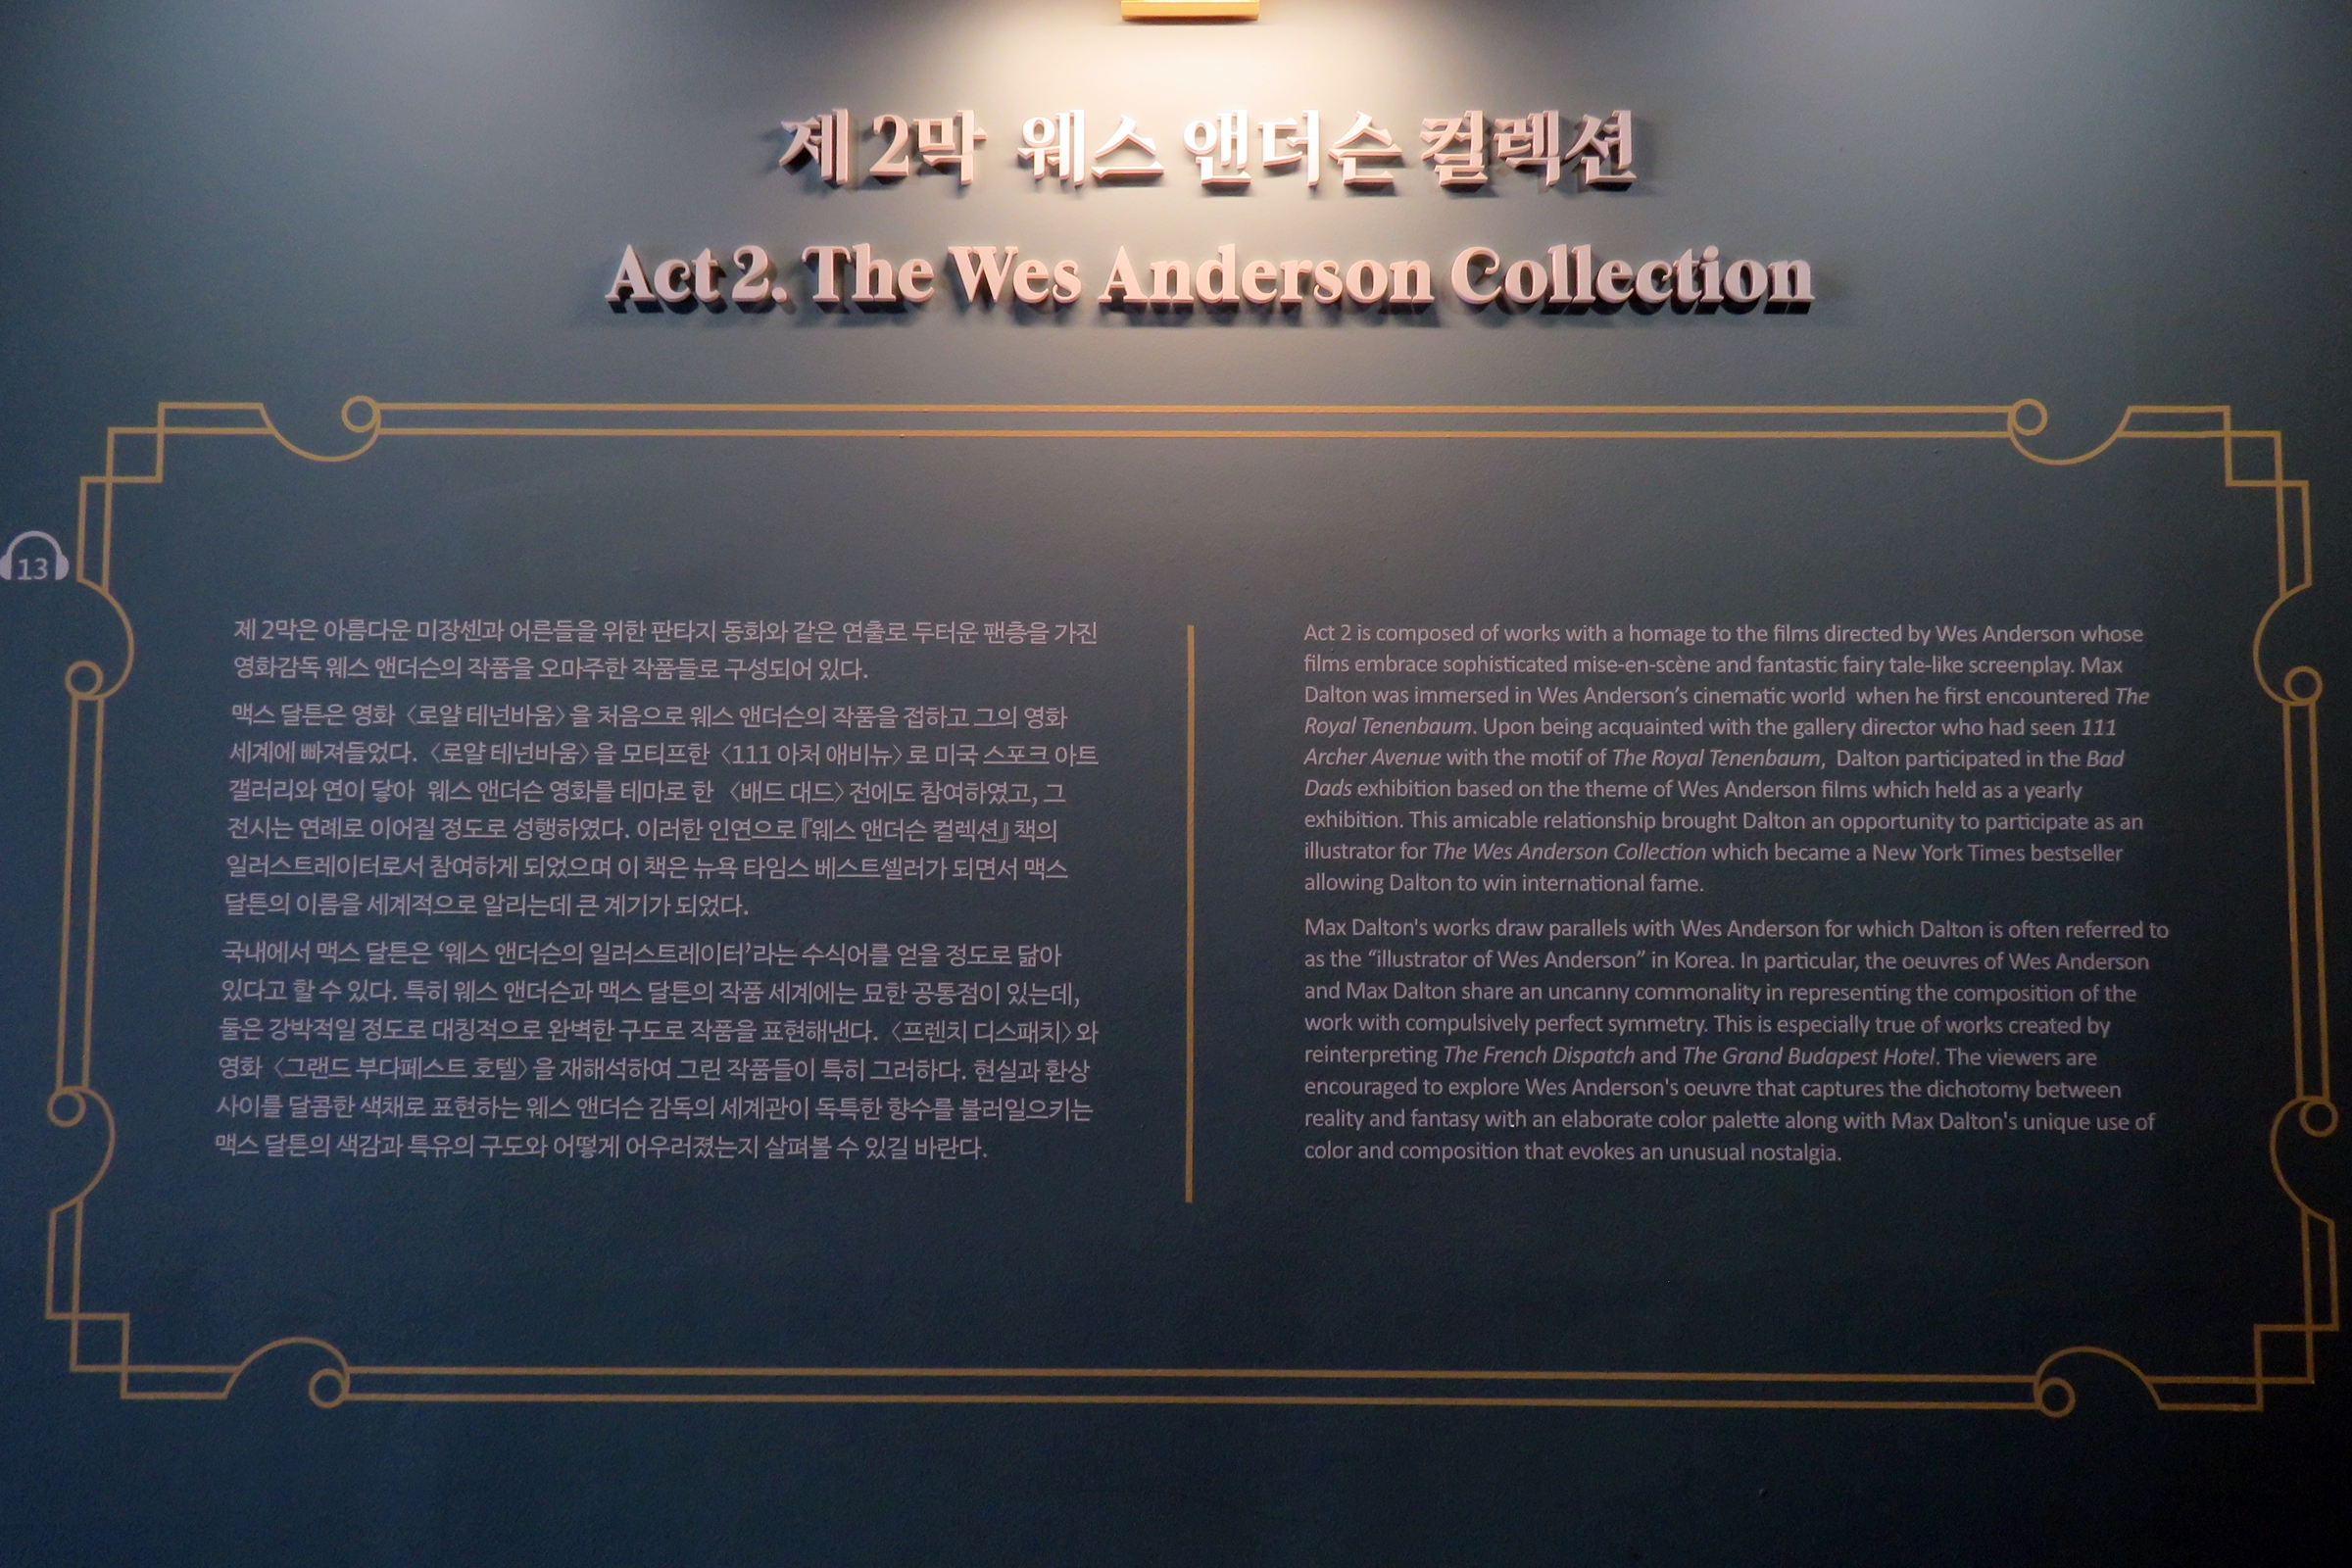 제 2막 웨스 앤더슨 컬렉션
Act 2. The Wes Anderson Collection
13
제 2막은 아름다운 미장센과 어른들을 위한 판타지 동화와 같은 연출로 두터운 팬층을 가진
영화감독 웨스 앤더슨의 작품을 오마주한 작품들로 구성되어 있다.
맥스 달튼은 영화 〈로얄 테넌바움〉을 처음으로 웨스 앤더슨의 작품을 접하고 그의 영화
세계에 빠져들었다. 〈로얄 테넌바움〉을 모티프한 〈111 아처 애비뉴〉로 미국 스포크 아트
갤러리와 연이 닿아 웨스 앤더슨 영화를 테마로 한 〈배드 대드〉전에도 참여하였고, 그
전시는 연례로 이어질 정도로 성행하였다. 이러한 인연으로『웨스 앤더슨 컬렉션』책의
일러스트레이터로서 참여하게 되었으며 이 책은 뉴욕 타임스 베스트셀러가 되면서 맥스
달튼의 이름을 세계적으로 알리는데 큰 계기가 되었다.
국내에서 맥스 달튼은 ‘웨스 앤더슨의 일러스트레이터’라는 수식어를 얻을 정도로 닮아
있다고 할 수 있다. 특히 웨스 앤더슨과 맥스 달튼의 작품 세계에는 묘한 공통점이 있는데,
둘은 강박적일 정도로 대칭적으로 완벽한 구도로 작품을 표현해낸다. 〈프렌치 디스패치〉와
영화 〈그랜드 부다페스트 호텔〉을 재해석하여 그린 작품들이 특히 그러하다. 현실과 환상
사이를 달콤한 색채로 표현하는 웨스 앤더슨 감독의 세계관이 독특한 향수를 불러일으키는
맥스 달튼의 색감과 특유의 구도와 어떻게 어우러졌는지 살펴볼 수 있길 바란다.
Act 2 is composed of works with a homage to the films directed by Wes Anderson whose
films embrace sophisticated mise-en-scène and fantastic fairy tale-like screenplay. Max
Dalton was immersed in Wes Anderson’s cinematic world when he first encountered The
Royal Tenenbaum. Upon being acquainted with the gallery director who had seen 111
Archer Avenue with the motif of The Royal Tenenbaum, Dalton participated in the Bad
Dads exhibition based on the theme of Wes Anderson films which held as a yearly
exhibition. This amicable relationship brought Dalton an opportunity to participate as an
illustrator for The Wes Anderson Collection which became a New York Times bestseller
allowing Dalton to win international fame.
Max Dalton's works draw parallels with Wes Anderson for which Dalton is often referred to
as the “illustrator of Wes Anderson” in Korea. In particular, the oeuvres of Wes Anderson
and Max Dalton share an uncanny commonality in representing the composition of the
work with compulsively perfect symmetry. This is especially true of works created by
reinterpreting The French Dispatch and The Grand Budapest Hotel. The viewers are
encouraged to explore Wes Anderson's oeuvre that captures the dichotomy between
reality and fantasy with an elaborate color palette along with Max Dalton's unique use of
color and composition that evokes an unusual nostalgia.